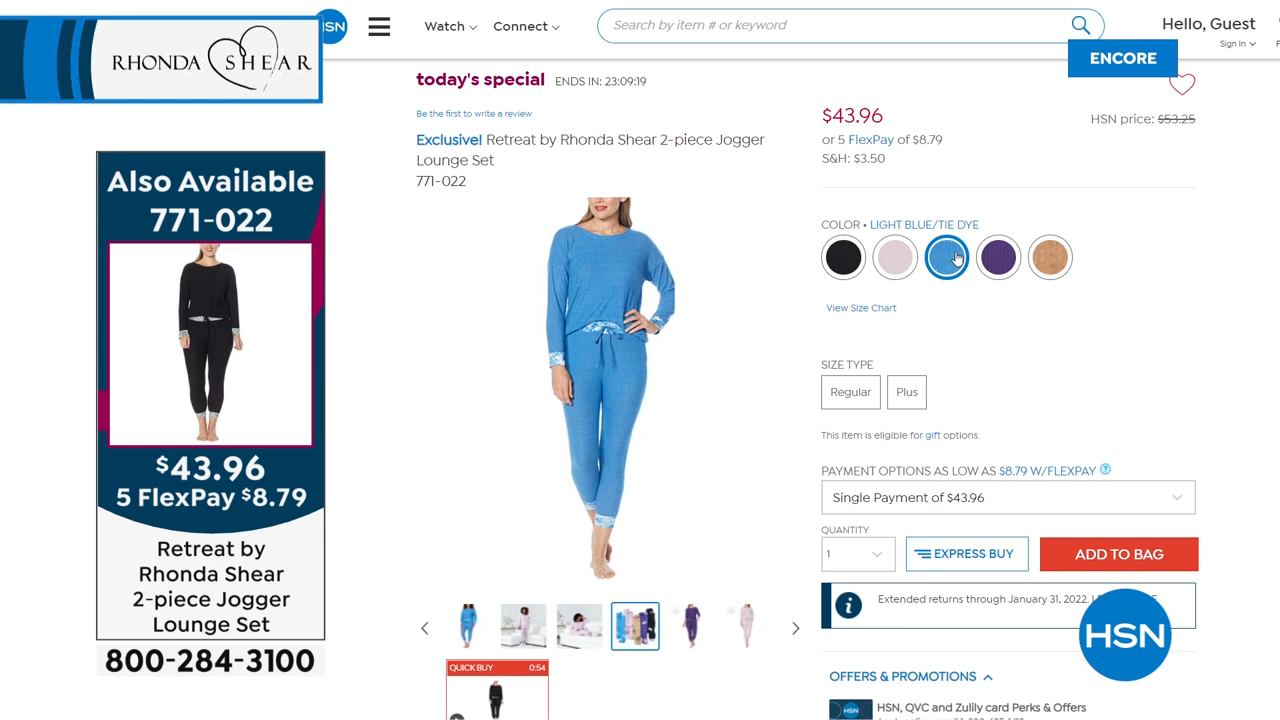 HSN
Watch
Connect
Search by item # or keyword
Hello, Guest
Sign In
ENCORE
RHONDA SHEAR
today's special ENDS IN: 23:09:19
Be the first to write a review
Exclusive! Retreat by Rhonda Shear 2-piece Jogger
Lounge Set
771-022
$43.96
HSN price: $53.25
or 5 FlexPay of $8.79
S&H: $3.50
COLOR • LIGHT BLUE/TIE DYE
View Size Chart
SIZE TYPE
Regular
Plus
This item is eligible for gift options.
PAYMENT OPTIONS AS LOW AS $8.79 W/FLEXPAY ?
Single Payment of $43.96
QUANTITY
1
EXPRESS BUY
ADD TO BAG
Extended returns through January 31, 2022.
HSN
OFFERS & PROMOTIONS
HSN
HSN, QVC and Zulily card Perks & Offers
QUICK BUY 0:54
Also Available
771-022
$43.96
5 FlexPay $8.79
Retreat by
Rhonda Shear
2-piece Jogger
Lounge Set
800-284-3100